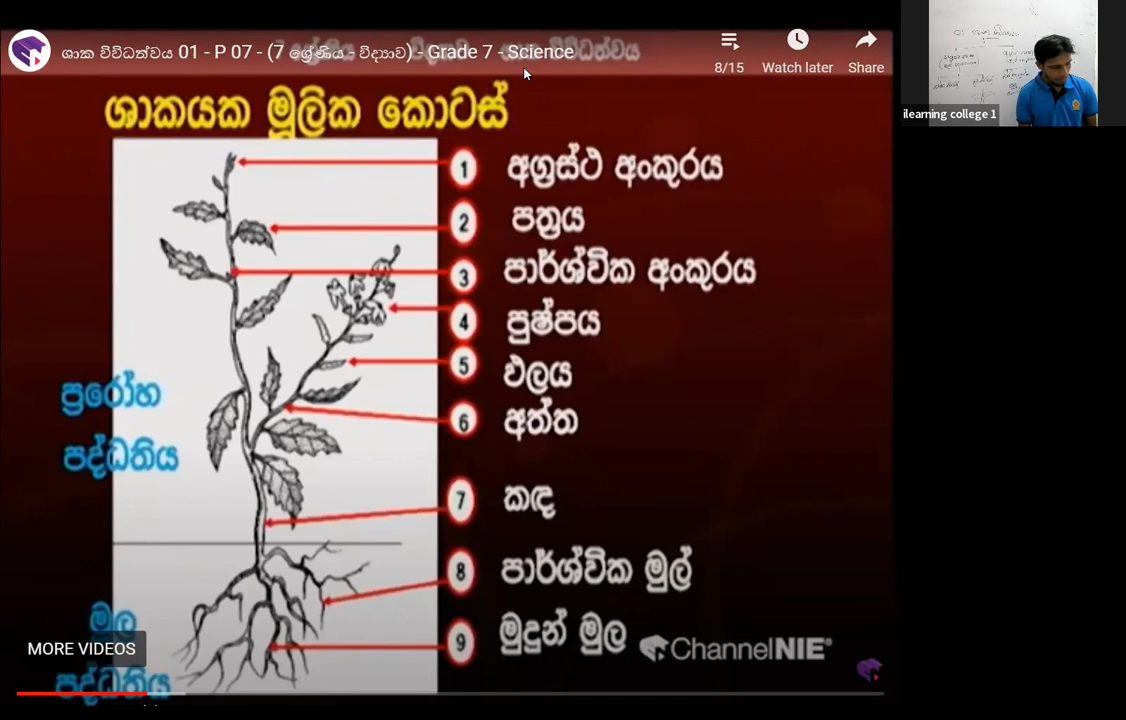 ශාක විවිධත්වය 01 - P 07 - (7 ශ්‍රේණිය - විද්‍යාව) - Grade 7 - Science
8/15
Watch later
Share
ilearning college 1
ශාකයක මූලික කොටස්
1 අග්‍රස්ථ අංකුරය
2 පත්‍රය
3 පාර්ශ්වික අංකුරය
4 පුෂ්පය
5 ඵලය
ප්‍රරෝහ
පද්ධතිය
6 අත්ත
7 කඳ
8 පාර්ශ්වික මුල්
මූල
පද්ධතිය
9 මුදුන් මුල
ChannelNIE®
MORE VIDEOS